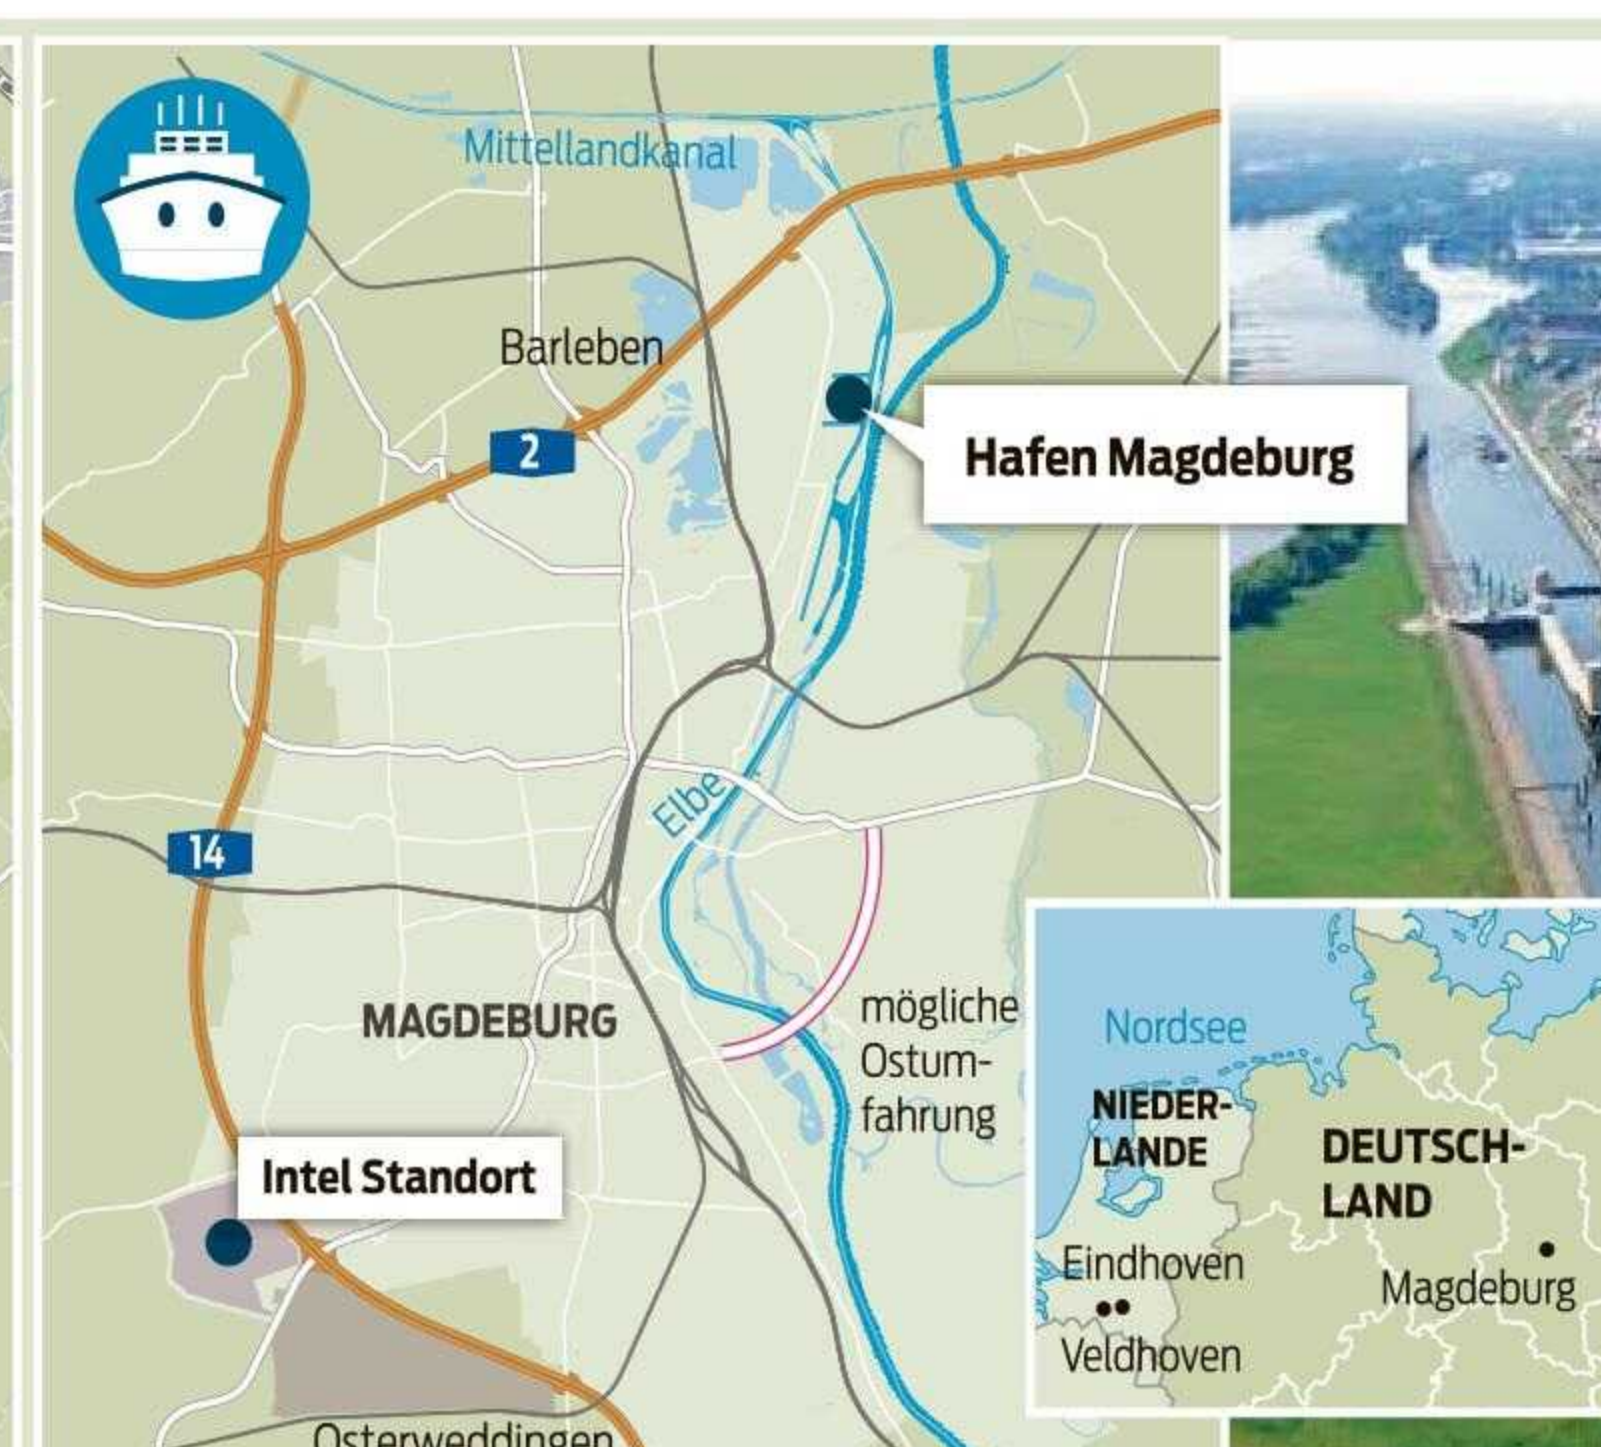 Mittellandkanal
Barleben
2
Hafen Magdeburg
Elbe
14
MAGDEBURG
mögliche
Ostum-
fahrung
Intel Standort
Osterweddingen
Nordsee
NIEDER-
LANDE
DEUTSCH-
LAND
Eindhoven
Magdeburg
Veldhoven